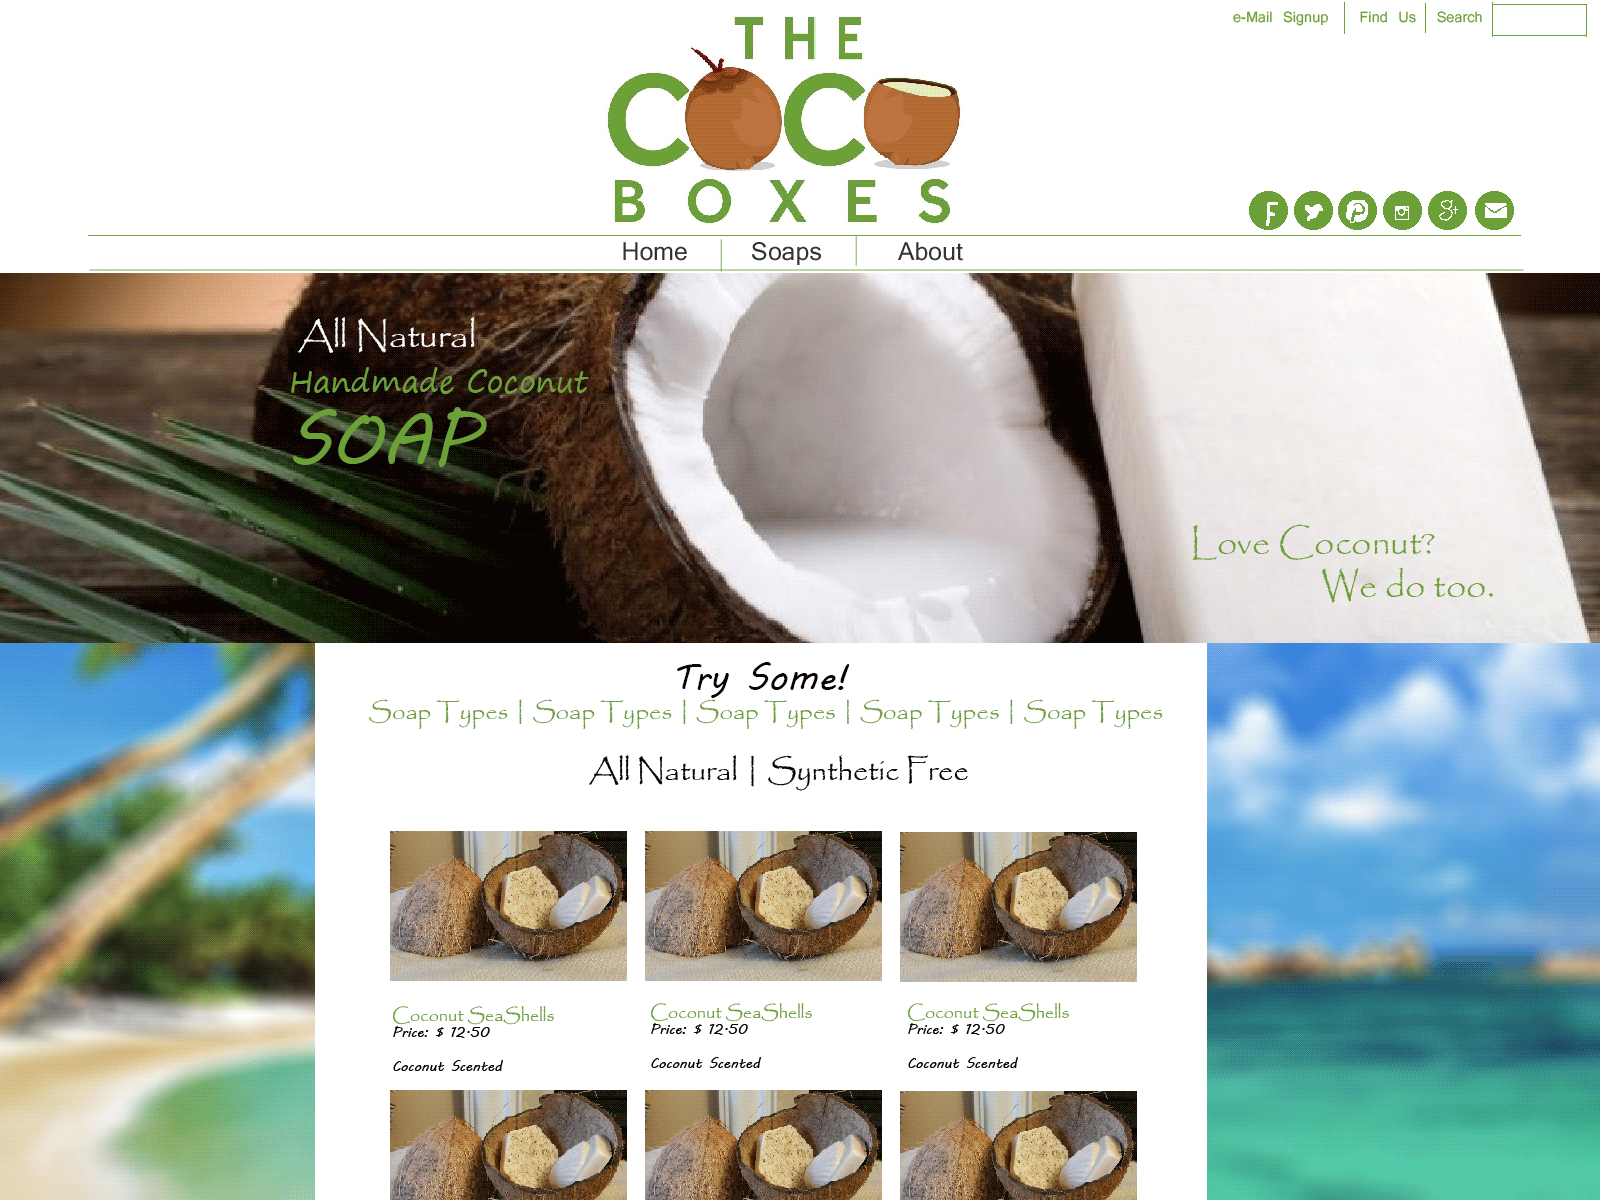 e-Mail Signup Find Us Search
THE
COCO
BOXES
Home Soaps About
All Natural
Handmade Coconut
SOAP
Love Coconut?
We do too.
Try Some!
Soap Types | Soap Types | Soap Types | Soap Types | Soap Types
All Natural | Synthetic Free
Coconut SeaShells
Price: $ 12.50
Coconut Scented
Coconut SeaShells
Price: $ 12.50
Coconut Scented
Coconut SeaShells
Price: $ 12.50
Coconut Scented